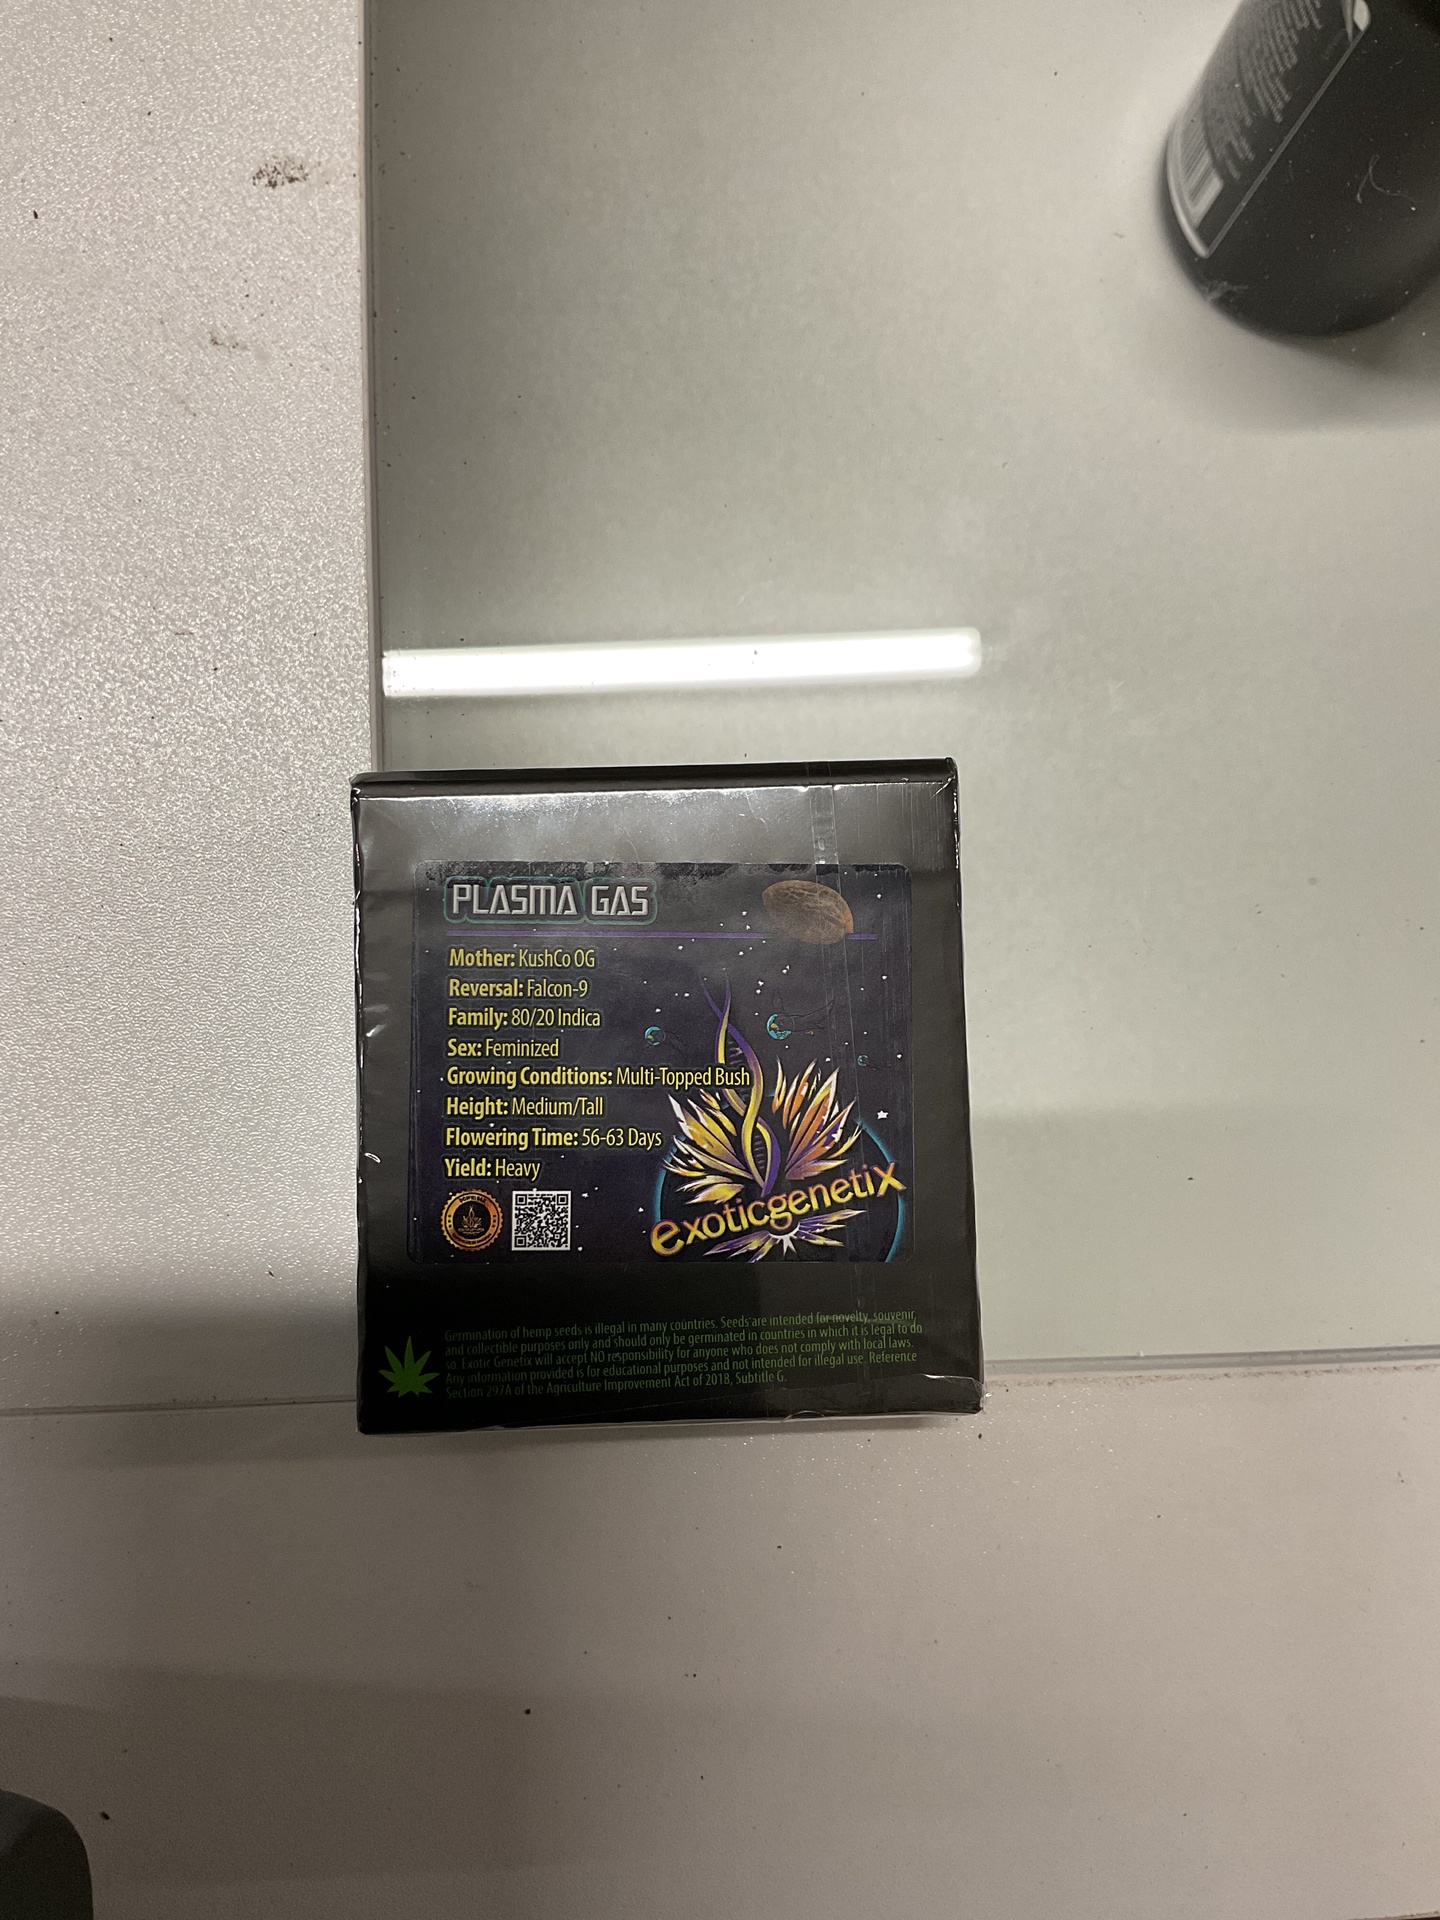 PLASMA GAS
Mother: KushCo OG
Reversal: Falcon-9
Family: 80/20 Indica
Sex: Feminized
Growing Conditions: Multi-Topped Bush
Height: Medium/Tall
Flowering Time: 56-63 Days
Yield: Heavy
exoticgenetix
Germination of hemp seeds is illegal in many countries. Seeds are intended for novelty, souvenir,
and collectible purposes only and should only be germinated in countries in which it is legal to do
so. Exotic Genetix will accept NO responsibility for anyone who does not comply with local laws.
Any information provided is for educational purposes and not intended for illegal use. Reference
Section 297A of the Agriculture Improvement Act of 2018, Subtitle G.